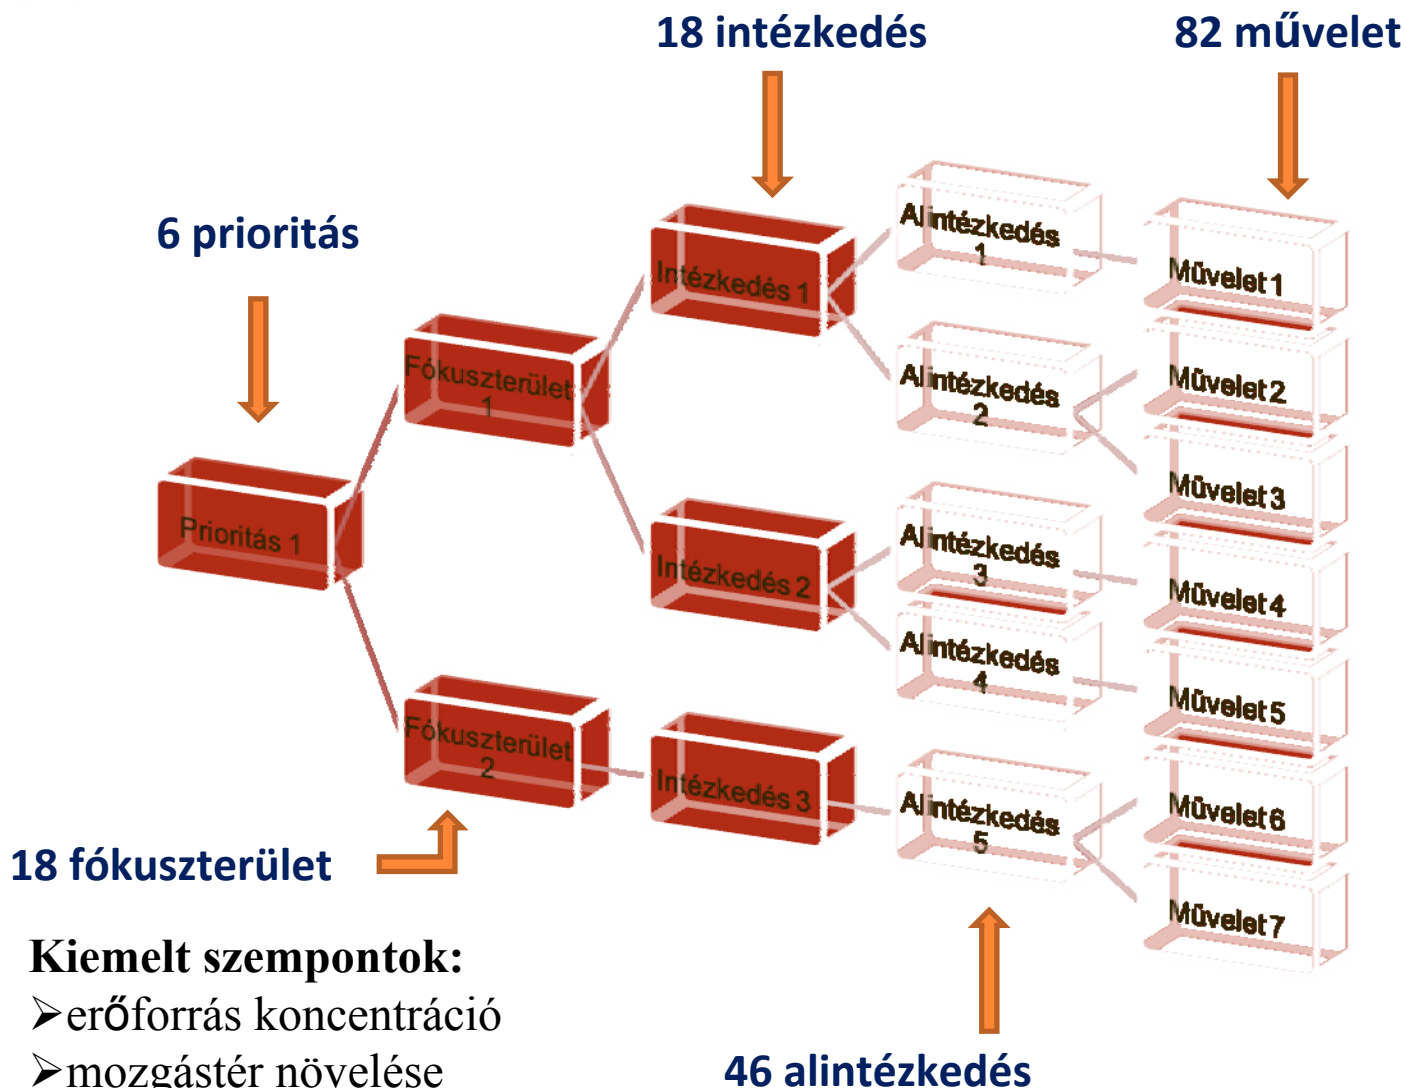 18 intézkedés
82 művelet
6 prioritás
Prioritás 1
Fókuszterület
1
Fókuszterület
2
Intézkedés 1
Intézkedés 2
Intézkedés 3
Alintézkedés
1
Alintézkedés
2
Alintézkedés
3
Alintézkedés
4
Alintézkedés
5
Művelet 1
Művelet 2
Művelet 3
Művelet 4
Művelet 5
Művelet 6
Művelet 7
18 fókuszterület
Kiemelt szempontok:
➢erőforrás koncentráció
➢mozgástér növelése
46 alintézkedés